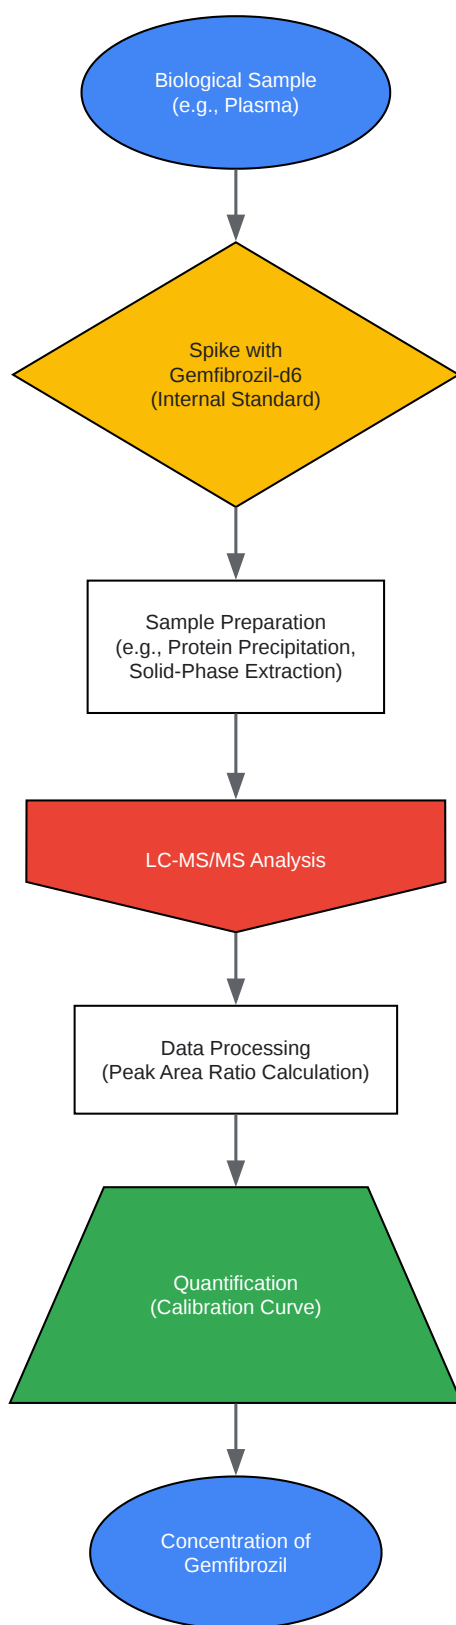 Biological Sample
(e.g., Plasma)
Spike with
Gemfibrozil-d6
(Internal Standard)
Sample Preparation
(e.g., Protein Precipitation,
Solid-Phase Extraction)
LC-MS/MS Analysis
Data Processing
(Peak Area Ratio Calculation)
Quantification
(Calibration Curve)
Concentration of
Gemfibrozil